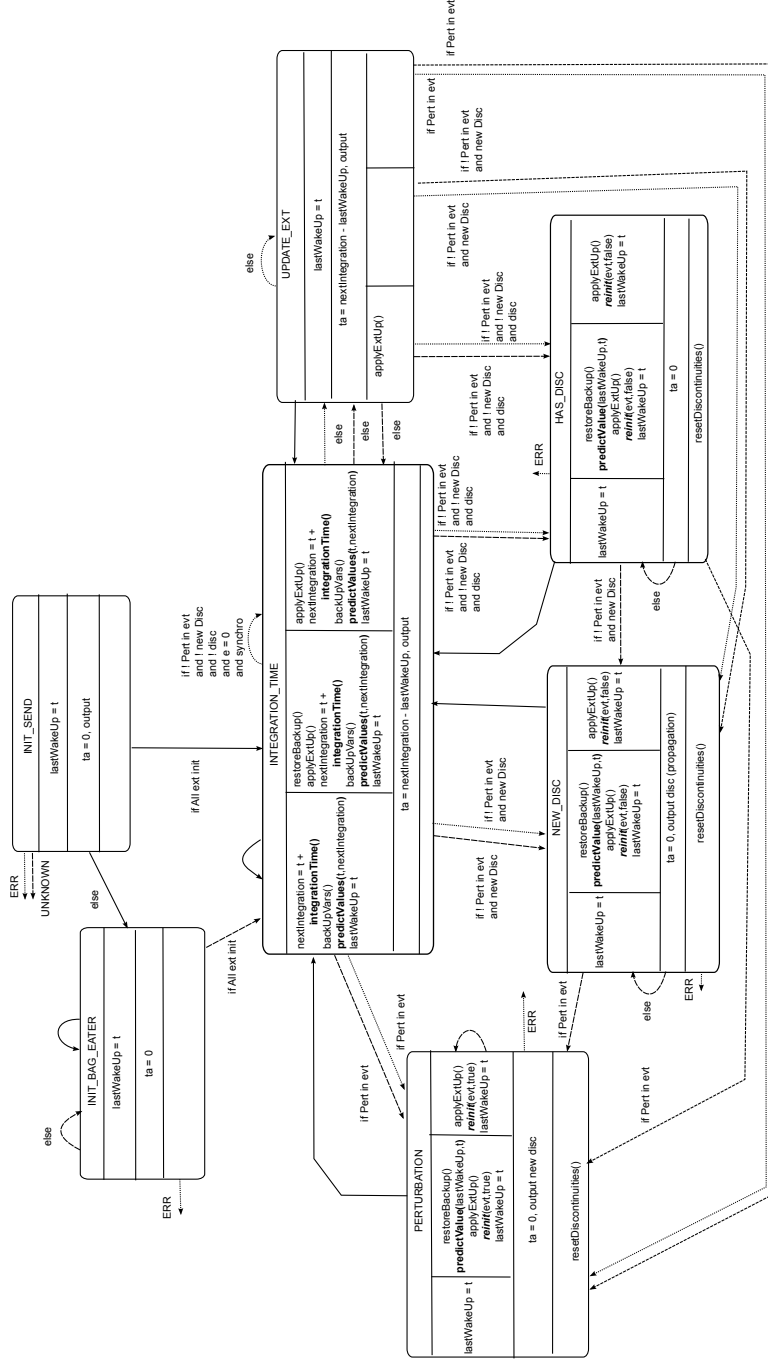 INIT_SEND
lastWakeUp = t
ta = 0, output
ERR
UNKNOWN
else
if All ext init
INIT_BAG_EATER
lastWakeUp = t
ta = 0
else
ERR
if All ext init
if ! Pert in evt
and ! new Disc
and ! disc
and e = 0
and synchro
INTEGRATION_TIME
nextIntegration = t +
integrationTime()
backUpVars()
predictValues(t,nextIntegration)
lastWakeUp = t
restoreBackup()
applyExtUp()
nextIntegration = t +
integrationTime()
backUpVars()
predictValues(t,nextIntegration)
lastWakeUp = t
applyExtUp()
nextIntegration = t +
integrationTime()
backUpVars()
predictValues(t,nextIntegration)
lastWakeUp = t
ta = nextIntegration - lastWakeUp, output
else
else
else
else
UPDATE_EXT
lastWakeUp = t
ta = nextIntegration - lastWakeUp, output
applyExtUp()
if Pert in evt
if Pert in evt
if ! Pert in evt
and new Disc
if ! Pert in evt
and new Disc
if ! Pert in evt
and ! new Disc
and disc
if ! Pert in evt
and ! new Disc
and disc
if ! Pert in evt
and ! new Disc
and disc
if ! Pert in evt
and ! new Disc
and disc
if ! Pert in evt
and new Disc
if ! Pert in evt
and new Disc
if Pert in evt
if Pert in evt
PERTURBATION
lastWakeUp = t
restoreBackup()
predictValue(lastWakeUp,t)
applyExtUp()
reinit(evt,true)
lastWakeUp = t
applyExtUp()
reinit(evt,true)
lastWakeUp = t
ta = 0, output new disc
resetDiscontinuities()
ERR
if Pert in evt
NEW_DISC
lastWakeUp = t
restoreBackup()
predictValue(lastWakeUp,t)
applyExtUp()
reinit(evt,false)
lastWakeUp = t
applyExtUp()
reinit(evt,false)
lastWakeUp = t
ta = 0, output disc (propagation)
resetDiscontinuities()
else
ERR
if ! Pert in evt
and new Disc
ERR
HAS_DISC
lastWakeUp = t
restoreBackup()
predictValue(lastWakeUp,t)
applyExtUp()
reinit(evt,false)
lastWakeUp = t
applyExtUp()
reinit(evt,false)
lastWakeUp = t
ta = 0
resetDiscontinuities()
else
if Pert in evt